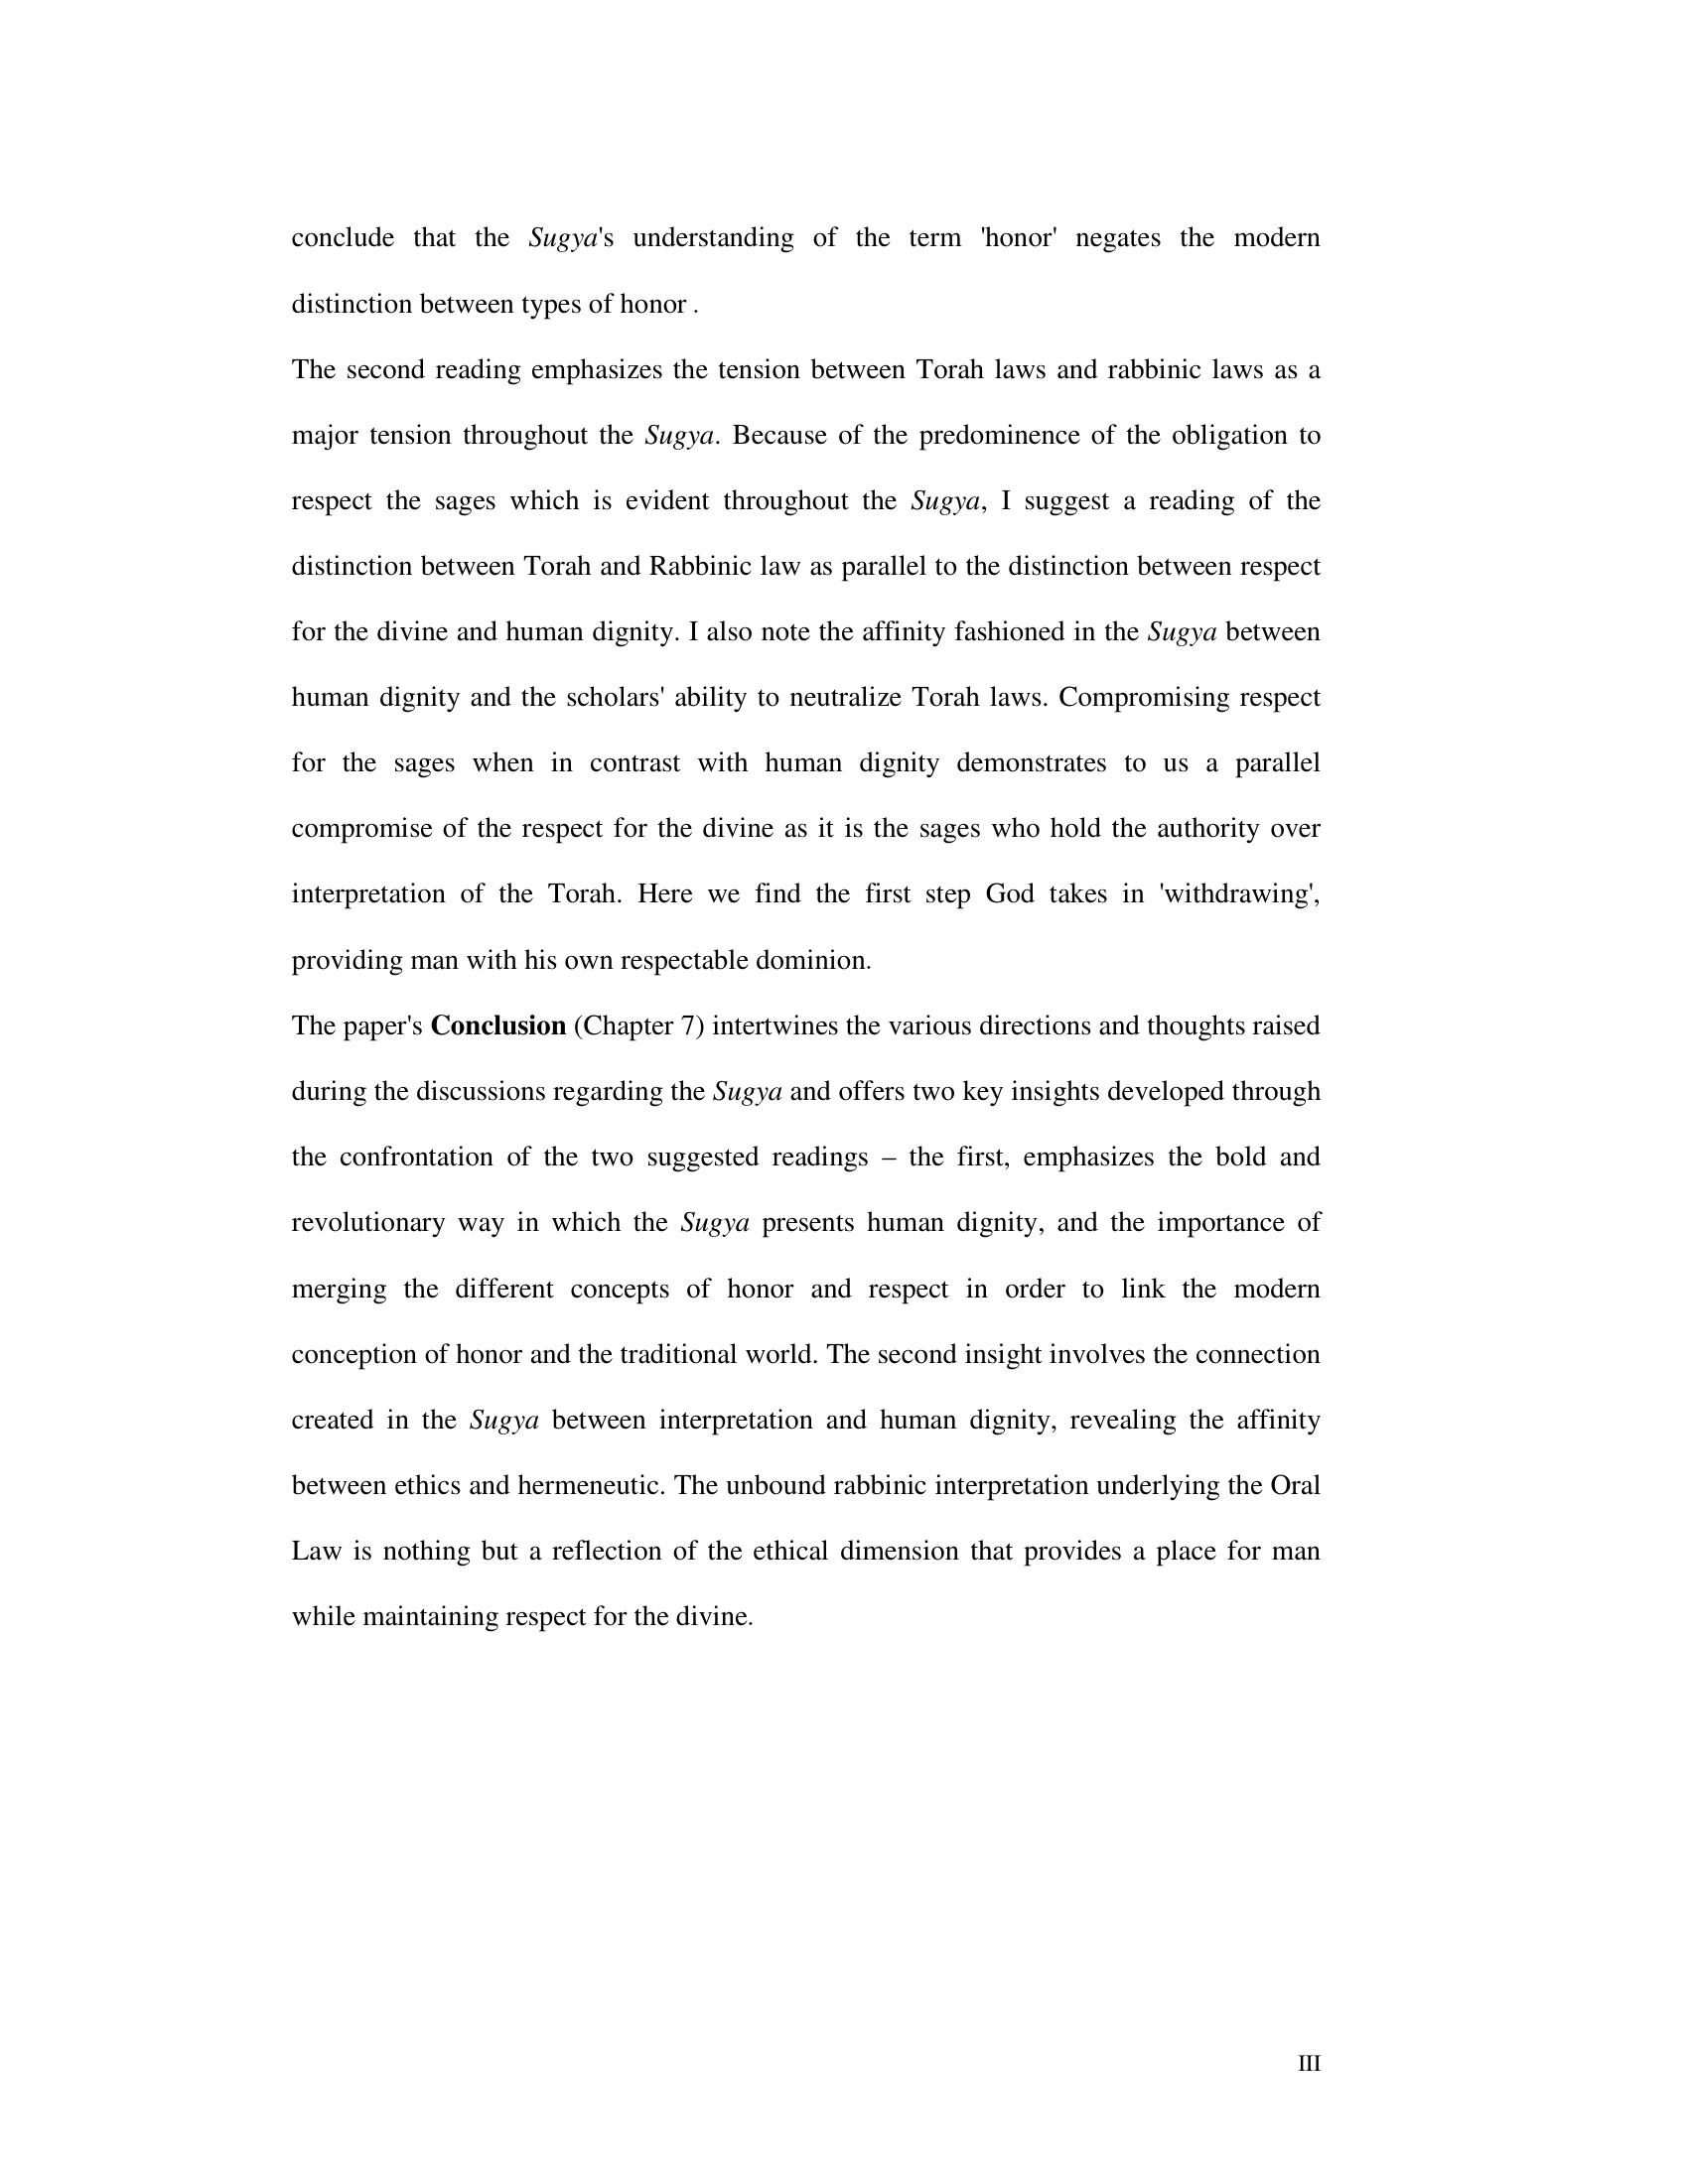 conclude that the Sugya's understanding of the term 'honor' negates the modern
distinction between types of honor .
The second reading emphasizes the tension between Torah laws and rabbinic laws as a
major tension throughout the Sugya. Because of the predominence of the obligation to
respect the sages which is evident throughout the Sugya, I suggest a reading of the
distinction between Torah and Rabbinic law as parallel to the distinction between respect
for the divine and human dignity. I also note the affinity fashioned in the Sugya between
human dignity and the scholars' ability to neutralize Torah laws. Compromising respect
for the sages when in contrast with human dignity demonstrates to us a parallel
compromise of the respect for the divine as it is the sages who hold the authority over
interpretation of the Torah. Here we find the first step God takes in 'withdrawing',
providing man with his own respectable dominion.
The paper's Conclusion (Chapter 7) intertwines the various directions and thoughts raised
during the discussions regarding the Sugya and offers two key insights developed through
the confrontation of the two suggested readings – the first, emphasizes the bold and
revolutionary way in which the Sugya presents human dignity, and the importance of
merging the different concepts of honor and respect in order to link the modern
conception of honor and the traditional world. The second insight involves the connection
created in the Sugya between interpretation and human dignity, revealing the affinity
between ethics and hermeneutic. The unbound rabbinic interpretation underlying the Oral
Law is nothing but a reflection of the ethical dimension that provides a place for man
while maintaining respect for the divine.
III